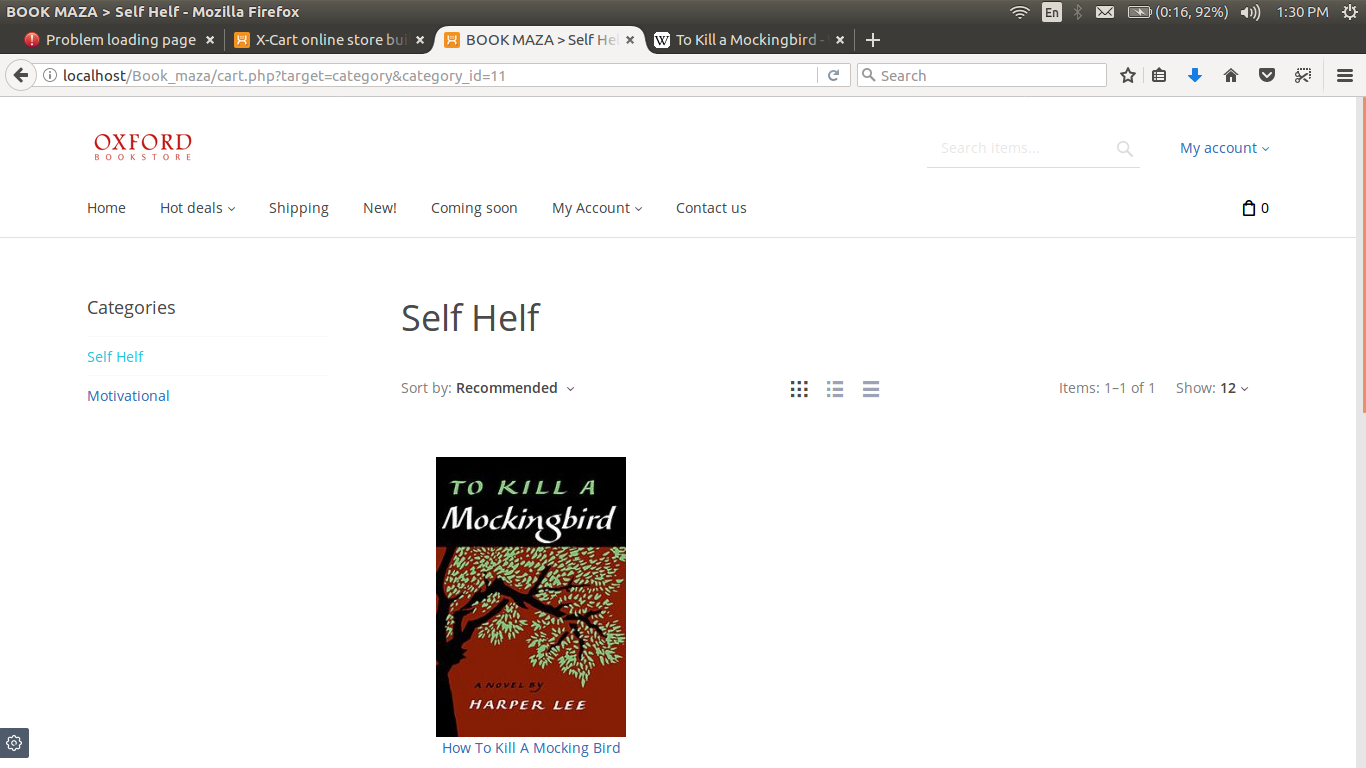 BOOK MAZA > Self Helf - Mozilla Firefox
En
(0:16, 92%)
1:30 PM
Problem loading page
X-Cart online store bui
BOOK MAZA > Self Hel
To Kill a Mockingbird -
localhost/Book_maza/cart.php?target=category&category_id=11
Search
OXFORD
BOOKSTORE
Search items...
My account
Home
Hot deals
Shipping
New!
Coming soon
My Account
Contact us
0
Categories
Self Helf
Motivational
Self Helf
Sort by: Recommended
Items: 1–1 of 1
Show: 12
TO KILL A
Mockingbird
A NOVEL BY
HARPER LEE
How To Kill A Mocking Bird